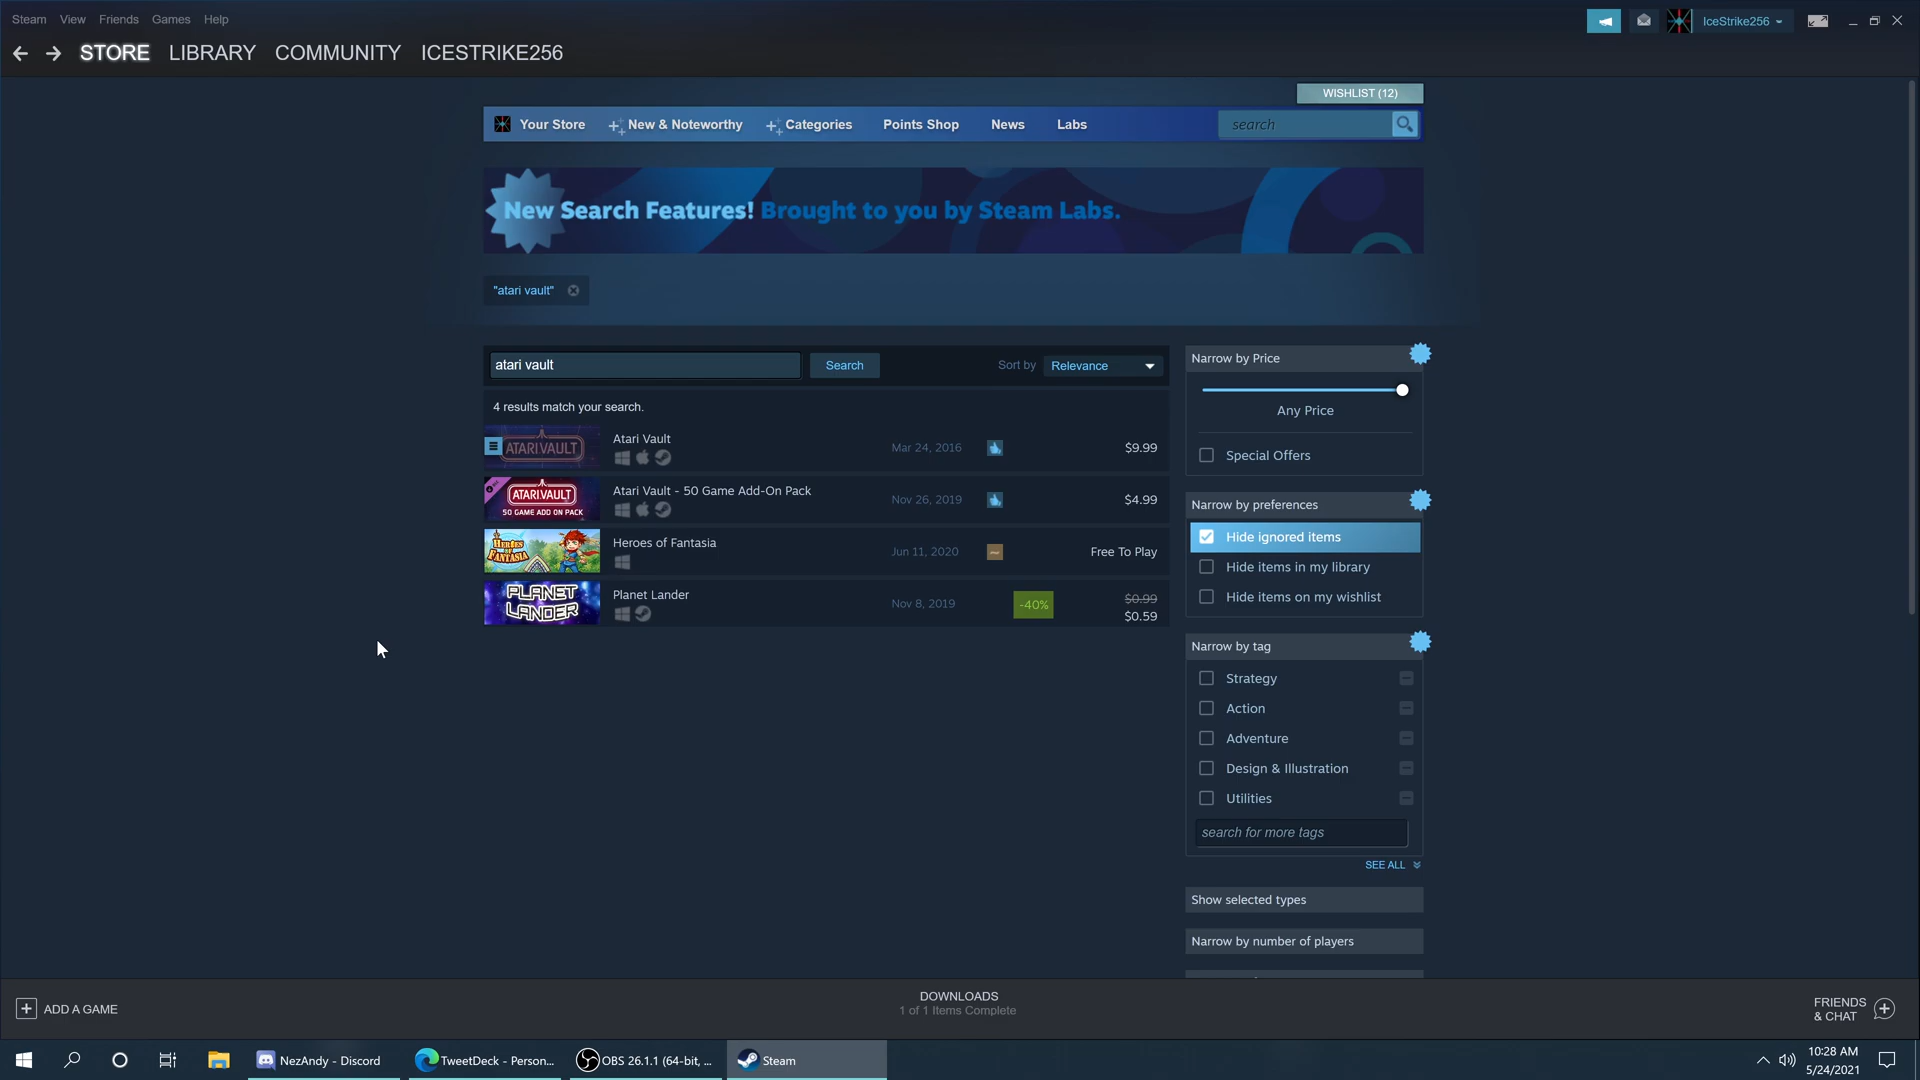 Steam View Friends Games Help
IceStrike256
STORE LIBRARY COMMUNITY ICESTRIKE256
WISHLIST (12)
Your Store New & Noteworthy Categories Points Shop News Labs search
New Search Features! Brought to you by Steam Labs.
"atari vault"
atari vault Search Sort by Relevance
4 results match your search.
ATARI VAULT
Atari Vault
Mar 24, 2016 $9.99
ATARI VAULT
50 GAME ADD ON PACK
Atari Vault - 50 Game Add-On Pack
Nov 26, 2019 $4.99
HEROES OF FANTASIA
Heroes of Fantasia
Jun 11, 2020 Free To Play
PLANET LANDER
Planet Lander
Nov 8, 2019 -40% $0.99
$0.59
Narrow by Price
Any Price
Special Offers
Narrow by preferences
Hide ignored items
Hide items in my library
Hide items on my wishlist
Narrow by tag
Strategy
Action
Adventure
Design & Illustration
Utilities
search for more tags
SEE ALL
Show selected types
Narrow by number of players
ADD A GAME
DOWNLOADS
1 of 1 Items Complete
FRIENDS
& CHAT
NezAndy - Discord TweetDeck - Person... OBS 26.1.1 (64-bit, ... Steam
10:28 AM
5/24/2021